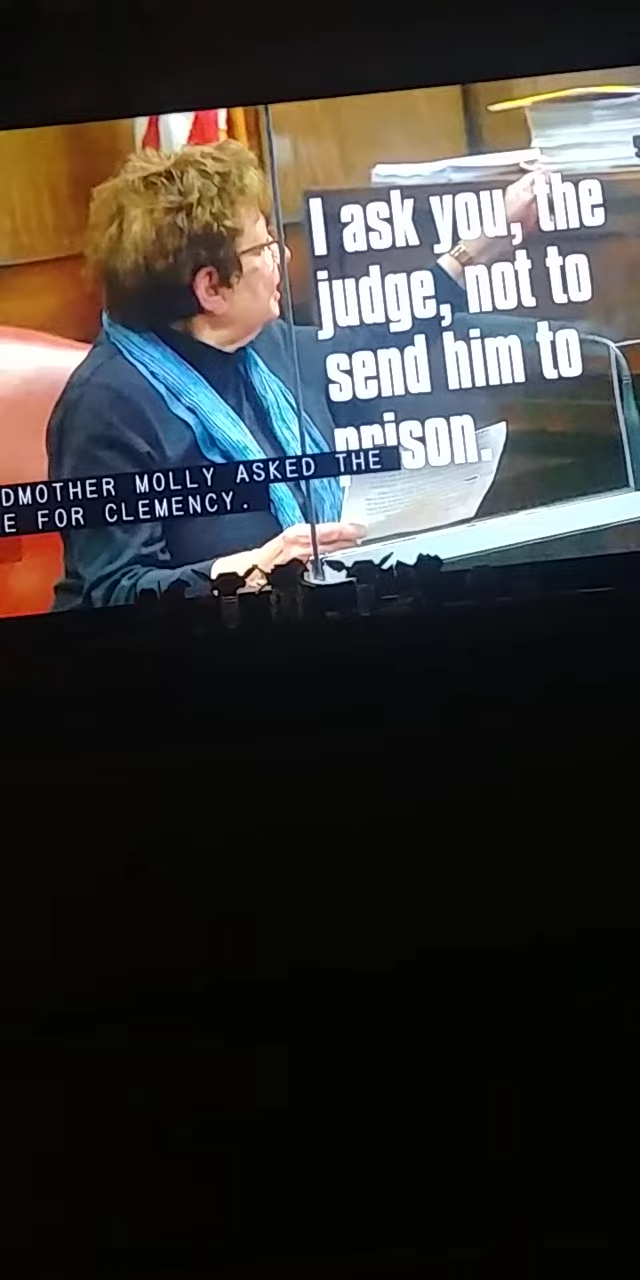 I ask you, the
judge, not to
send him to
prison.
DMOTHER MOLLY ASKED THE
E FOR CLEMENCY.